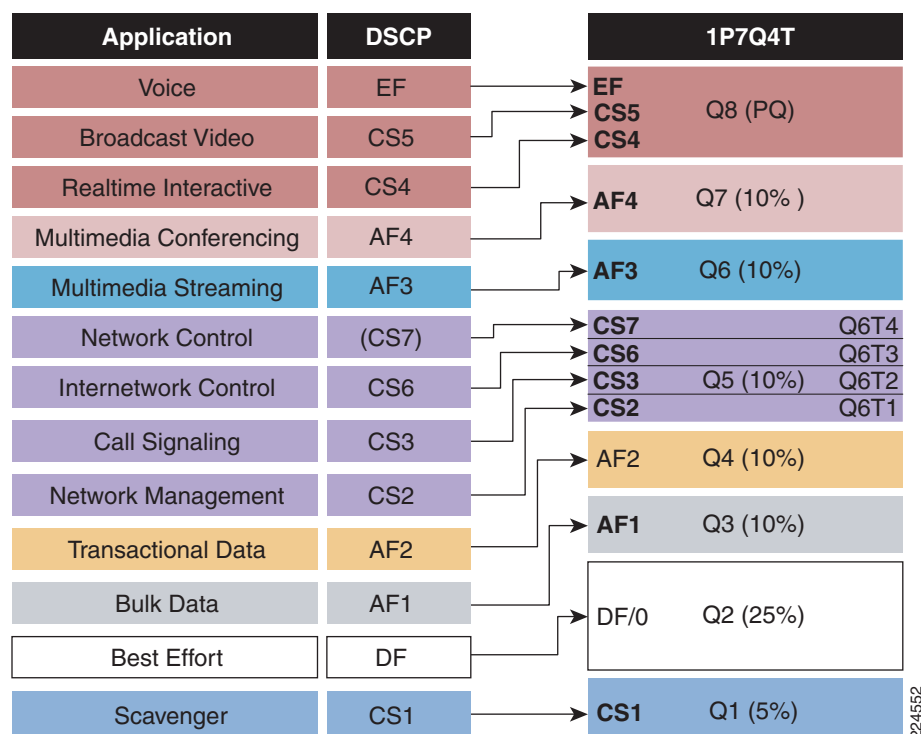 Application DSCP 1P7Q4T
Voice EF
Broadcast Video CS5
Realtime Interactive CS4
Multimedia Conferencing AF4
Multimedia Streaming AF3
Network Control (CS7)
Internetwork Control CS6
Call Signaling CS3
Network Management CS2
Transactional Data AF2
Bulk Data AF1
Best Effort DF
Scavenger CS1
EF
CS5 Q8 (PQ)
CS4
AF4 Q7 (10% )
AF3 Q6 (10%)
CS7 Q6T4
CS6 Q6T3
CS3 Q5 (10%) Q6T2
CS2 Q6T1
AF2 Q4 (10%)
AF1 Q3 (10%)
DF/0 Q2 (25%)
CS1 Q1 (5%)